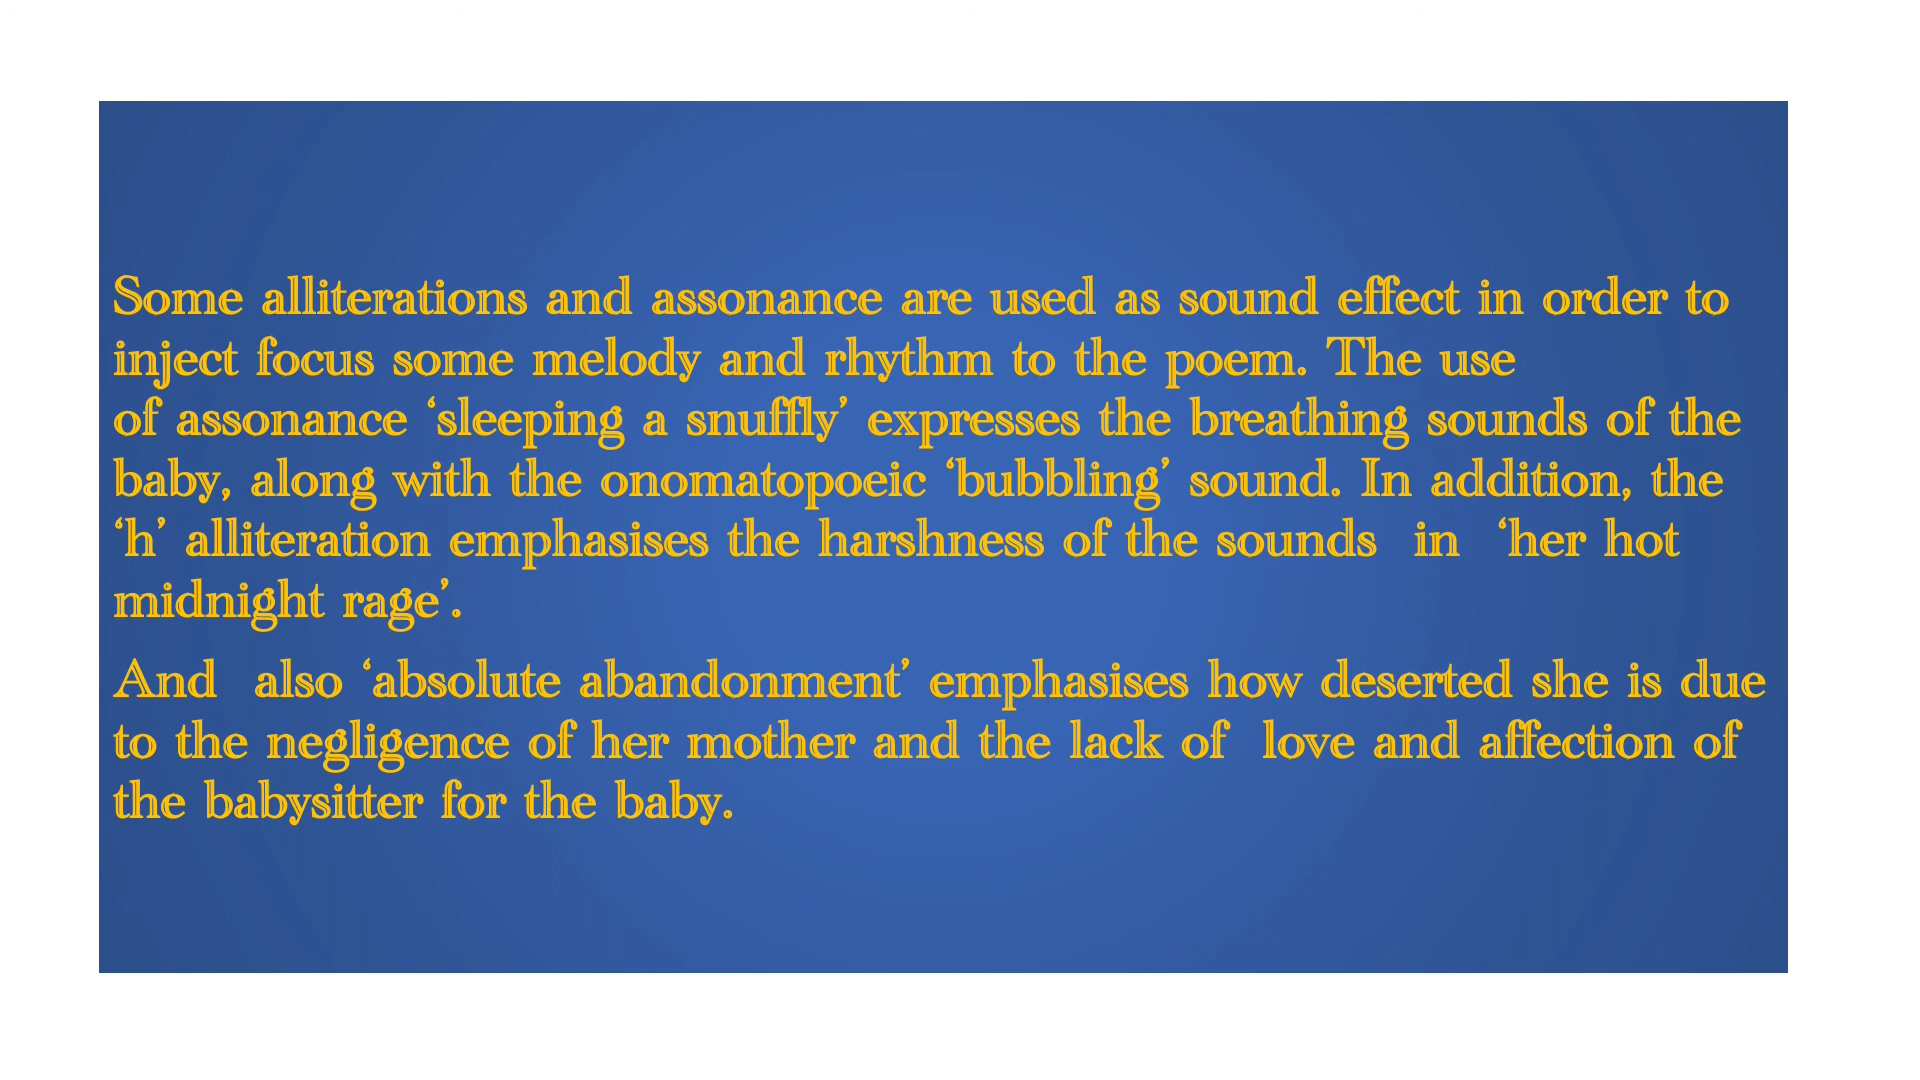 Some alliterations and assonance are used as sound effect in order to
inject focus some melody and rhythm to the poem. The use
of assonance ‘sleeping a snuffly’ expresses the breathing sounds of the
baby, along with the onomatopoeic ‘bubbling’ sound. In addition, the
‘h’ alliteration emphasises the harshness of the sounds  in  ‘her hot
midnight rage’.
And  also ‘absolute abandonment’ emphasises how deserted she is due
to the negligence of her mother and the lack of  love and affection of
the babysitter for the baby.